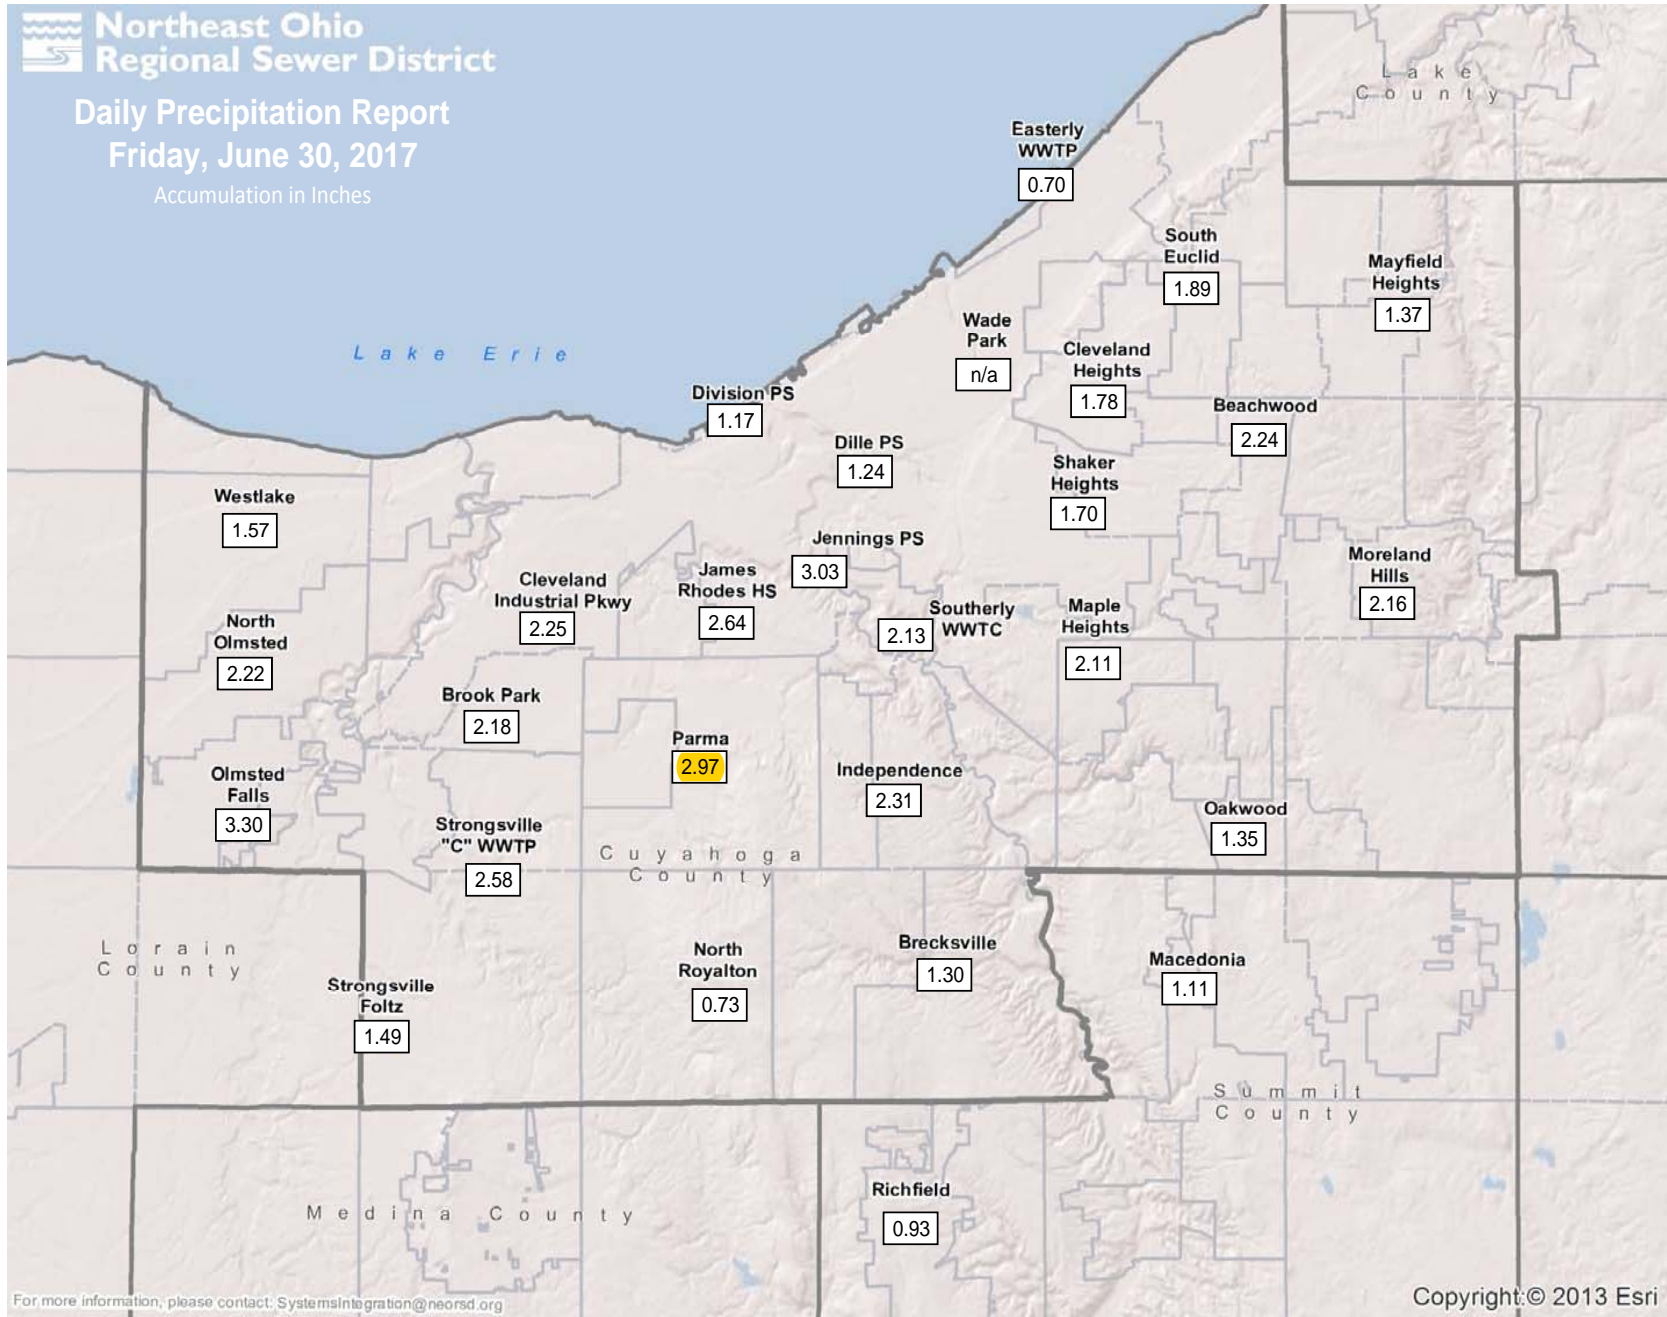 Northeast Ohio
Regional Sewer District
Daily Precipitation Report
Friday, June 30, 2017
Accumulation in Inches
Lake
County
Easterly
WWTP
0.70
South
Euclid
1.89
Mayfield
Heights
1.37
Wade
Park
n/a
Lake Erie
Cleveland
Heights
1.78
Division PS
1.17
Beachwood
2.24
Dille PS
1.24
Shaker
Heights
1.70
Westlake
1.57
Jennings PS
3.03
Moreland
Hills
2.16
James
Rhodes HS
2.64
Cleveland
Industrial Pkwy
2.25
Southerly
WWTC
2.13
Maple
Heights
2.11
North
Olmsted
2.22
Brook Park
2.18
Parma
2.97
Independence
2.31
Olmsted
Falls
3.30
Oakwood
1.35
Strongsville
"C" WWTP
2.58
Cuyahoga
County
Lorain
County
Strongsville
Foltz
1.49
North
Royalton
0.73
Brecksville
1.30
Macedonia
1.11
Summit
County
Richfield
0.93
Medina County
For more information, please contact: SystemsIntegration@neorsd.org
Copyright:© 2013 Esri